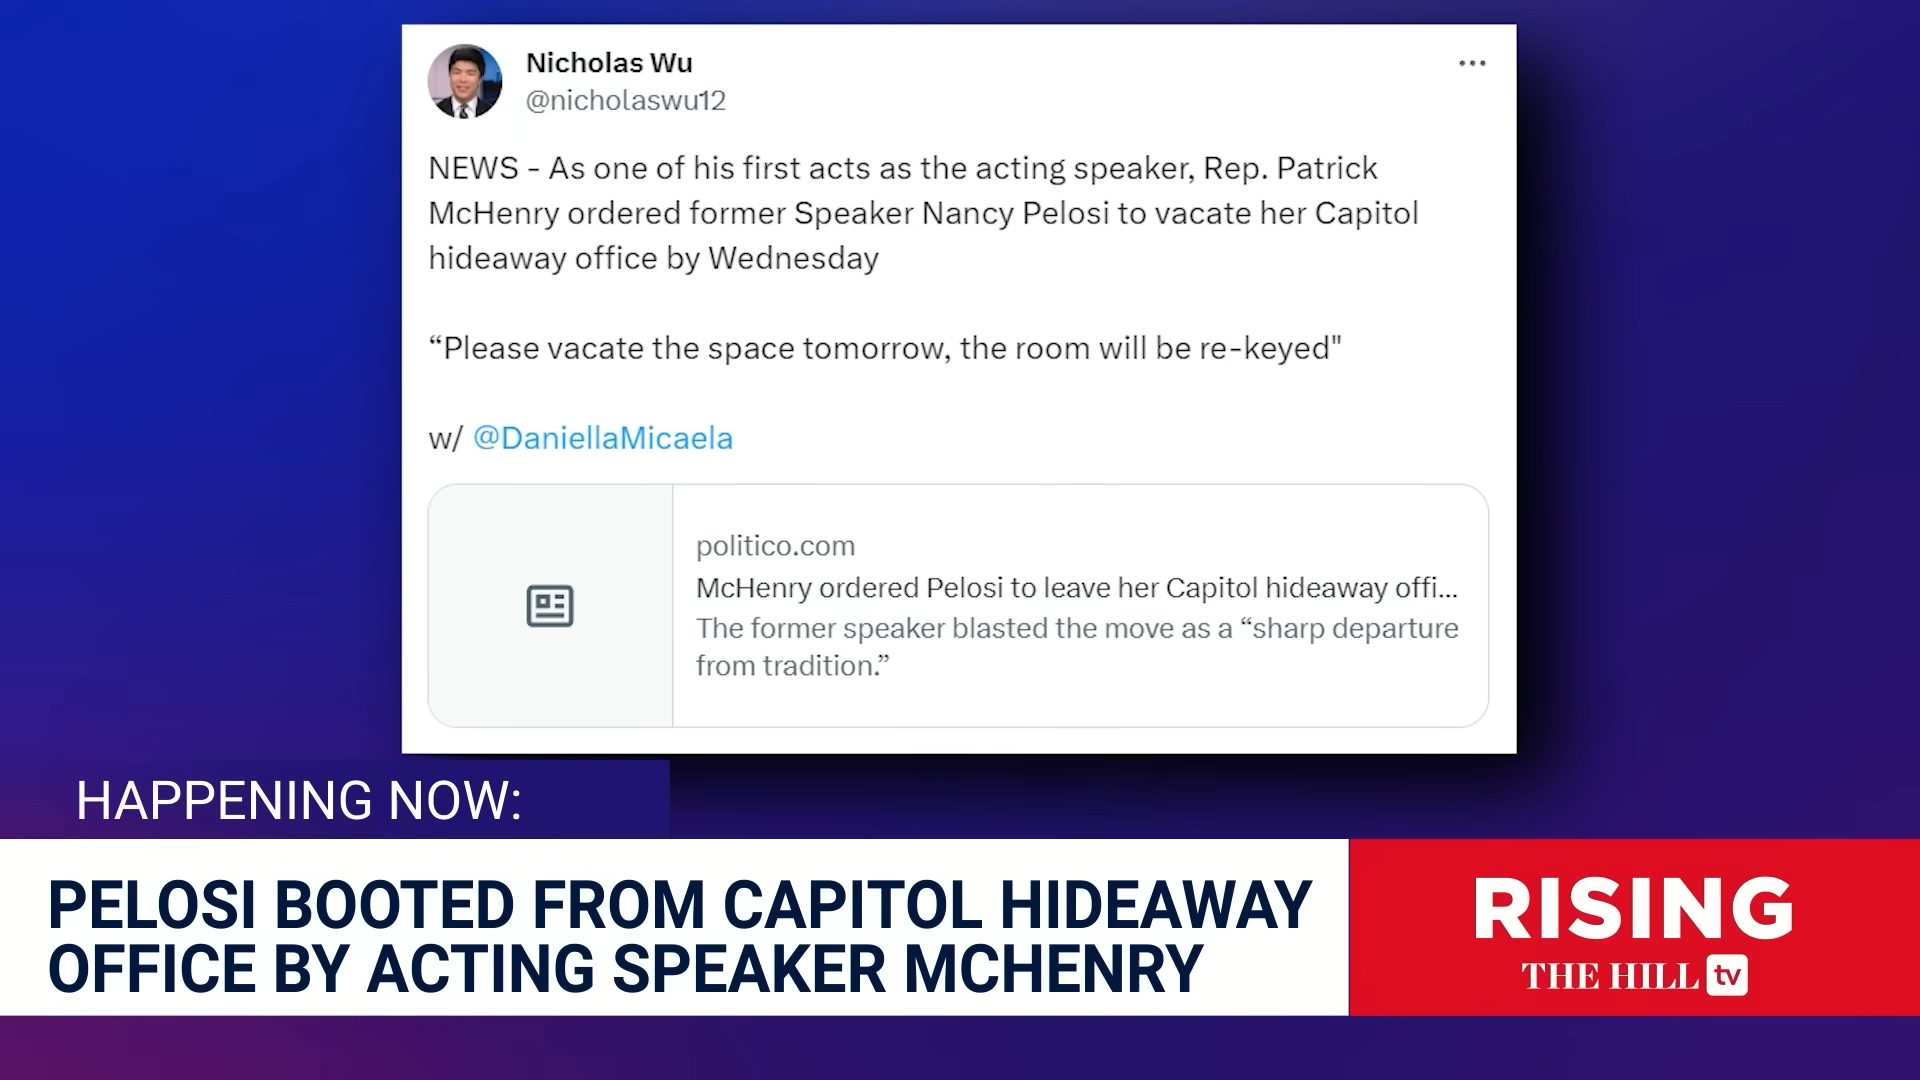 Nicholas Wu
@nicholaswu12
NEWS - As one of his first acts as the acting speaker, Rep. Patrick
McHenry ordered former Speaker Nancy Pelosi to vacate her Capitol
hideaway office by Wednesday
“Please vacate the space tomorrow, the room will be re-keyed"
w/ @DaniellaMicaela
politico.com
McHenry ordered Pelosi to leave her Capitol hideaway offi...
The former speaker blasted the move as a “sharp departure
from tradition.”
HAPPENING NOW:
PELOSI BOOTED FROM CAPITOL HIDEAWAY
OFFICE BY ACTING SPEAKER MCHENRY
RISING
THE HILL tv